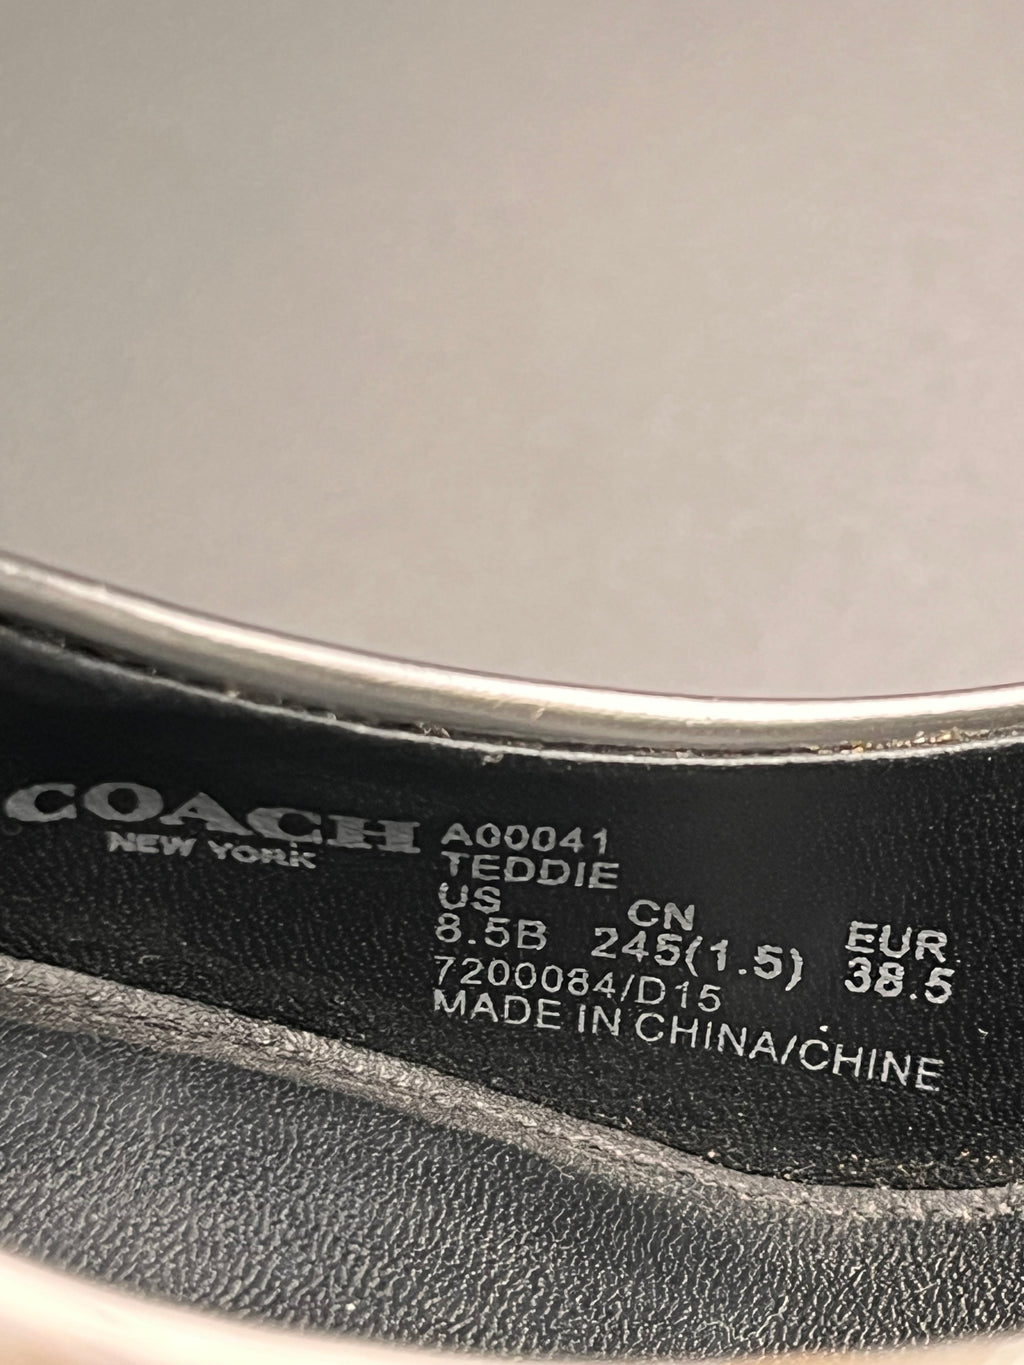 COACH
NEW YORK
A00041
TEDDIE
US CN EUR
8.5B 245(1.5) 38.5
7200084/D15
MADE IN CHINA/CHINE